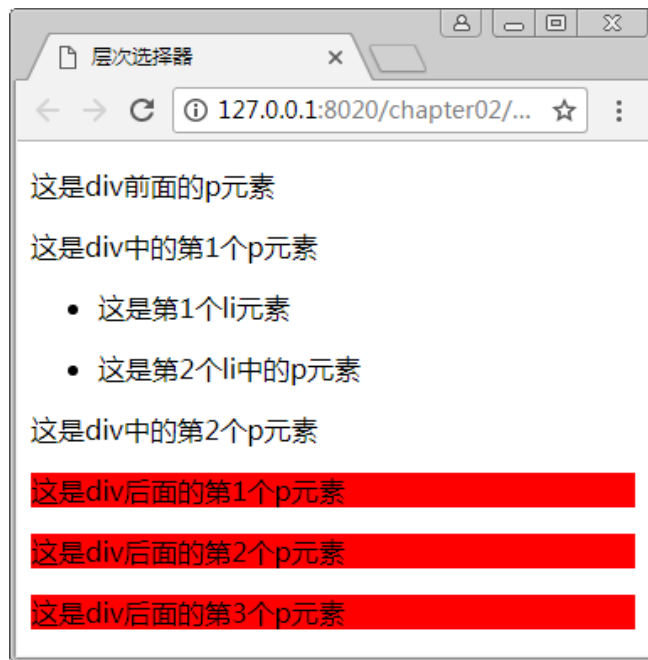 层次选择器
127.0.0.1:8020/chapter02/...
这是div前面的p元素
这是div中的第1个p元素
这是第1个li元素
这是第2个li中的p元素
这是div中的第2个p元素
这是div后面的第1个p元素
这是div后面的第2个p元素
这是div后面的第3个p元素